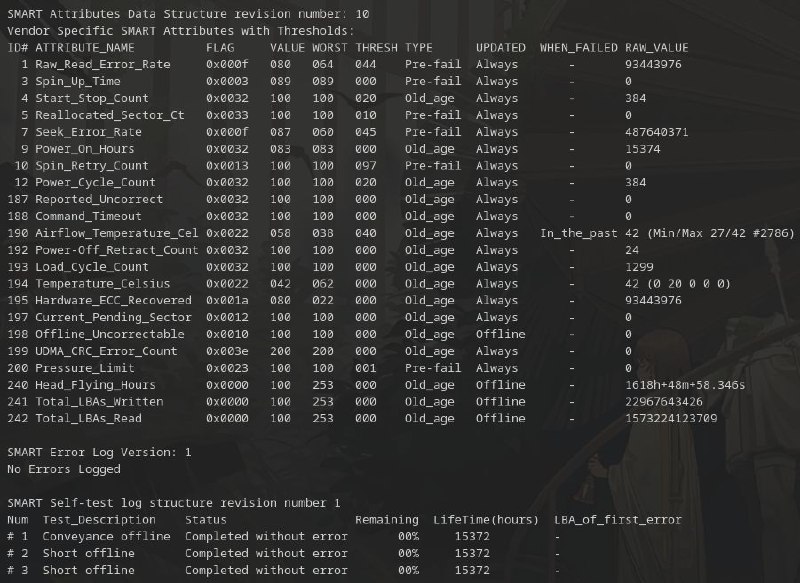 SMART Attributes Data Structure revision number: 10
Vendor Specific SMART Attributes with Thresholds:
ID# ATTRIBUTE_NAME          FLAG     VALUE WORST THRESH TYPE      UPDATED  WHEN_FAILED RAW_VALUE
  1 Raw_Read_Error_Rate     0x000f   080   064   044    Pre-fail  Always       -       93443976
  3 Spin_Up_Time            0x0003   089   089   000    Pre-fail  Always       -       0
  4 Start_Stop_Count        0x0032   100   100   020    Old_age   Always       -       384
  5 Reallocated_Sector_Ct   0x0033   100   100   010    Pre-fail  Always       -       0
  7 Seek_Error_Rate         0x000f   087   060   045    Pre-fail  Always       -       487640371
  9 Power_On_Hours          0x0032   083   083   000    Old_age   Always       -       15374
 10 Spin_Retry_Count        0x0013   100   100   097    Pre-fail  Always       -       0
 12 Power_Cycle_Count       0x0032   100   100   020    Old_age   Always       -       384
187 Reported_Uncorrect      0x0032   100   100   000    Old_age   Always       -       0
188 Command_Timeout         0x0032   100   100   000    Old_age   Always       -       0
190 Airflow_Temperature_Cel 0x0022   058   038   040    Old_age   Always   In_the_past 42 (Min/Max 27/42 #2786)
192 Power-Off_Retract_Count 0x0032   100   100   000    Old_age   Always       -       24
193 Load_Cycle_Count        0x0032   100   100   000    Old_age   Always       -       1299
194 Temperature_Celsius     0x0022   042   062   000    Old_age   Always       -       42 (0 20 0 0 0)
195 Hardware_ECC_Recovered  0x001a   080   022   000    Old_age   Always       -       93443976
197 Current_Pending_Sector  0x0012   100   100   000    Old_age   Always       -       0
198 Offline_Uncorrectable   0x0010   100   100   000    Old_age   Offline      -       0
199 UDMA_CRC_Error_Count    0x003e   200   200   000    Old_age   Always       -       0
200 Pressure_Limit          0x0023   100   100   001    Pre-fail  Always       -       0
240 Head_Flying_Hours       0x0000   100   253   000    Old_age   Offline      -       1618h+48m+58.346s
241 Total_LBAs_Written      0x0000   100   253   000    Old_age   Offline      -       22967643426
242 Total_LBAs_Read         0x0000   100   253   000    Old_age   Offline      -       1573224123709
SMART Error Log Version: 1
No Errors Logged
SMART Self-test log structure revision number 1
Num  Test_Description    Status                  Remaining  LifeTime(hours)  LBA_of_first_error
# 1  Conveyance offline  Completed without error       00%     15372         -
# 2  Short offline       Completed without error       00%     15372         -
# 3  Short offline       Completed without error       00%     15372         -